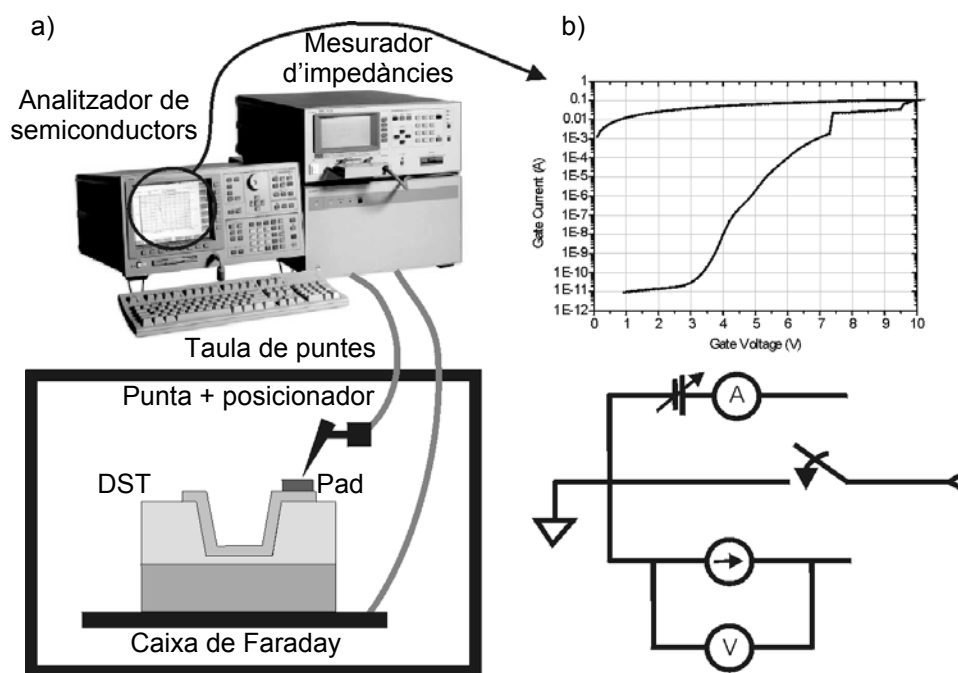 a)
Mesurador
d’impedàncies
Analitzador de
semiconductors
Taula de puntes
Punta + posicionador
DST
Pad
Caixa de Faraday
b)
Gate Current (A)
1
0.1
0.01
1E-3
1E-4
1E-5
1E-6
1E-7
1E-8
1E-9
1E-10
1E-11
1E-12
0 1 2 3 4 5 6 7 8 9 10
Gate Voltage (V)
A
V